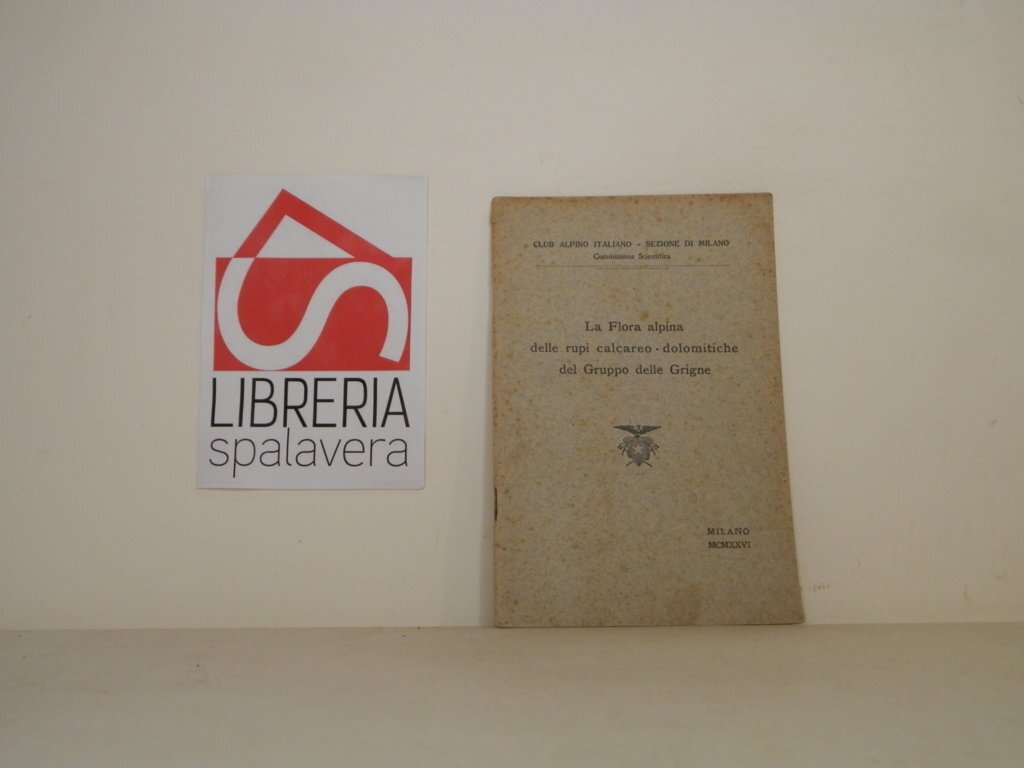 LIBRERIA
spalavera
CLUB ALPINO ITALIANO - SEZIONE DI MILANO
Commissione Scientifica
La Flora alpina
delle rupi calcareo - dolomitiche
del Gruppo delle Grigne
MILANO
MCMXXVI